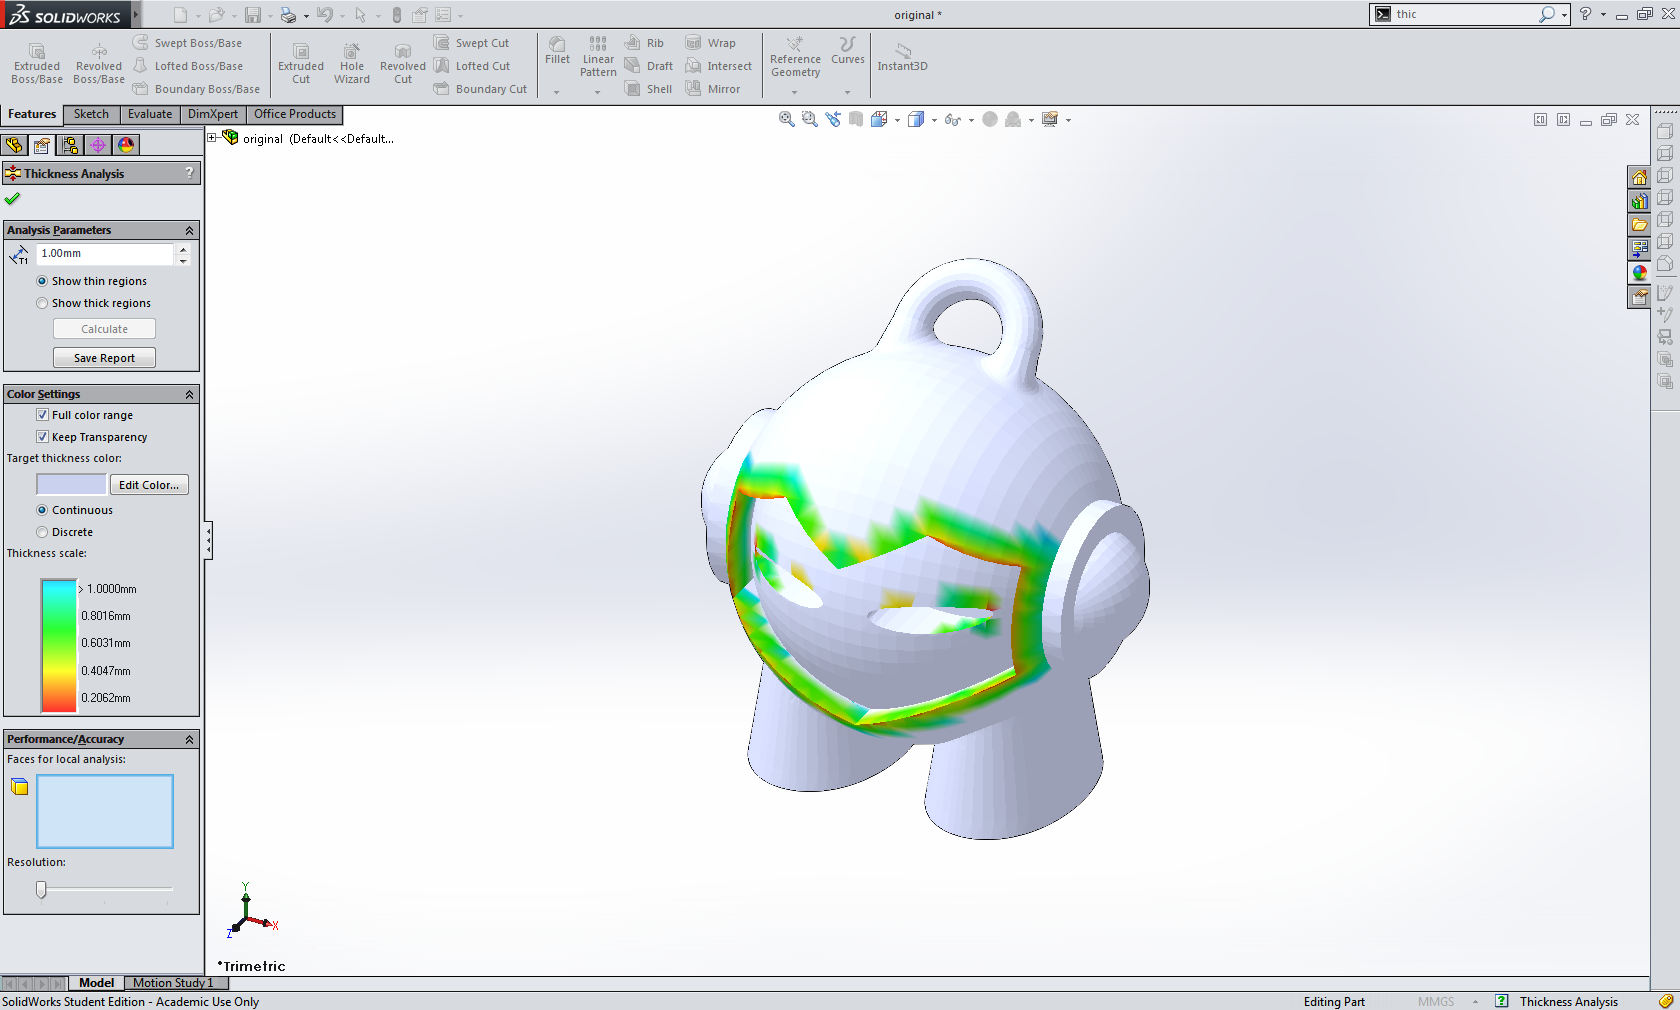 SOLIDWORKS
original *
thic
Extruded Boss/Base
Revolved Boss/Base
Swept Boss/Base
Lofted Boss/Base
Boundary Boss/Base
Extruded Cut
Hole Wizard
Revolved Cut
Swept Cut
Lofted Cut
Boundary Cut
Fillet
Linear Pattern
Rib
Draft
Shell
Wrap
Intersect
Mirror
Reference Geometry
Curves
Instant3D
Features
Sketch
Evaluate
DimXpert
Office Products
original (Default<<Default...
Thickness Analysis
?
Analysis Parameters
T1
1.00mm
Show thin regions
Show thick regions
Calculate
Save Report
Color Settings
Full color range
Keep Transparency
Target thickness color:
Edit Color...
Continuous
Discrete
Thickness scale:
> 1.0000mm
0.8016mm
0.6031mm
0.4047mm
0.2062mm
Performance/Accuracy
Faces for local analysis:
Resolution:
Y
X
Z
*Trimetric
Model
Motion Study 1
SolidWorks Student Edition - Academic Use Only
Editing Part
MMGS
?
Thickness Analysis